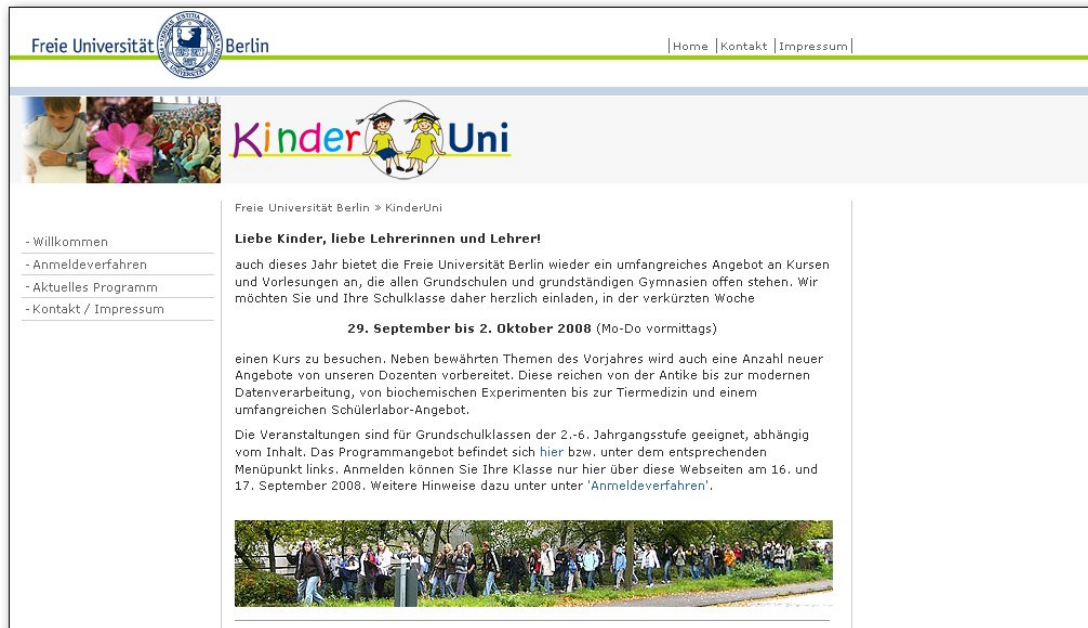 Freie Universität Berlin
|Home |Kontakt |Impressum|
Kinder Uni
Freie Universität Berlin » KinderUni
- Willkommen
- Anmeldeverfahren
- Aktuelles Programm
- Kontakt / Impressum
Liebe Kinder, liebe Lehrerinnen und Lehrer!
auch dieses Jahr bietet die Freie Universität Berlin wieder ein umfangreiches Angebot an Kursen
und Vorlesungen an, die allen Grundschulen und grundständigen Gymnasien offen stehen. Wir
möchten Sie und Ihre Schulklasse daher herzlich einladen, in der verkürzten Woche
29. September bis 2. Oktober 2008 (Mo-Do vormittags)
einen Kurs zu besuchen. Neben bewährten Themen des Vorjahres wird auch eine Anzahl neuer
Angebote von unseren Dozenten vorbereitet. Diese reichen von der Antike bis zur modernen
Datenverarbeitung, von biochemischen Experimenten bis zur Tiermedizin und einem
umfangreichen Schülerlabor-Angebot.
Die Veranstaltungen sind für Grundschulklassen der 2.-6. Jahrgangsstufe geeignet, abhängig
vom Inhalt. Das Programmangebot befindet sich hier bzw. unter dem entsprechenden
Menüpunkt links. Anmelden können Sie Ihre Klasse nur hier über diese Webseiten am 16. und
17. September 2008. Weitere Hinweise dazu unter unter 'Anmeldeverfahren'.